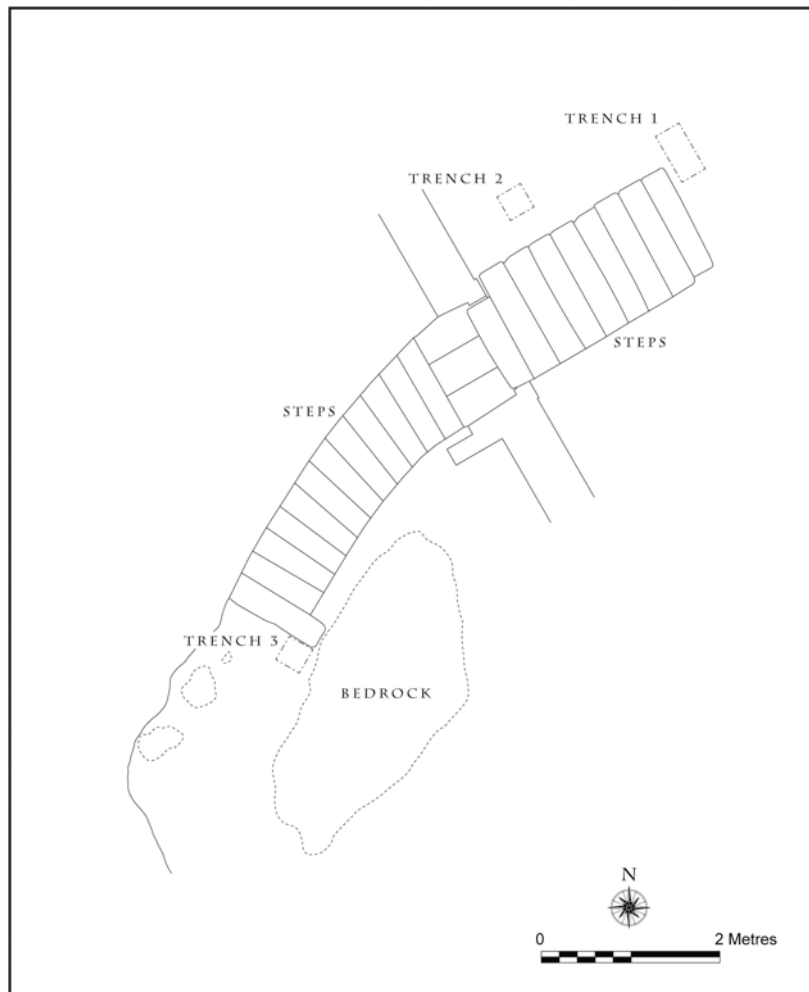 TRENCH 1
TRENCH 2
STEPS
STEPS
TRENCH 3
BEDROCK
N
0 2 Metres